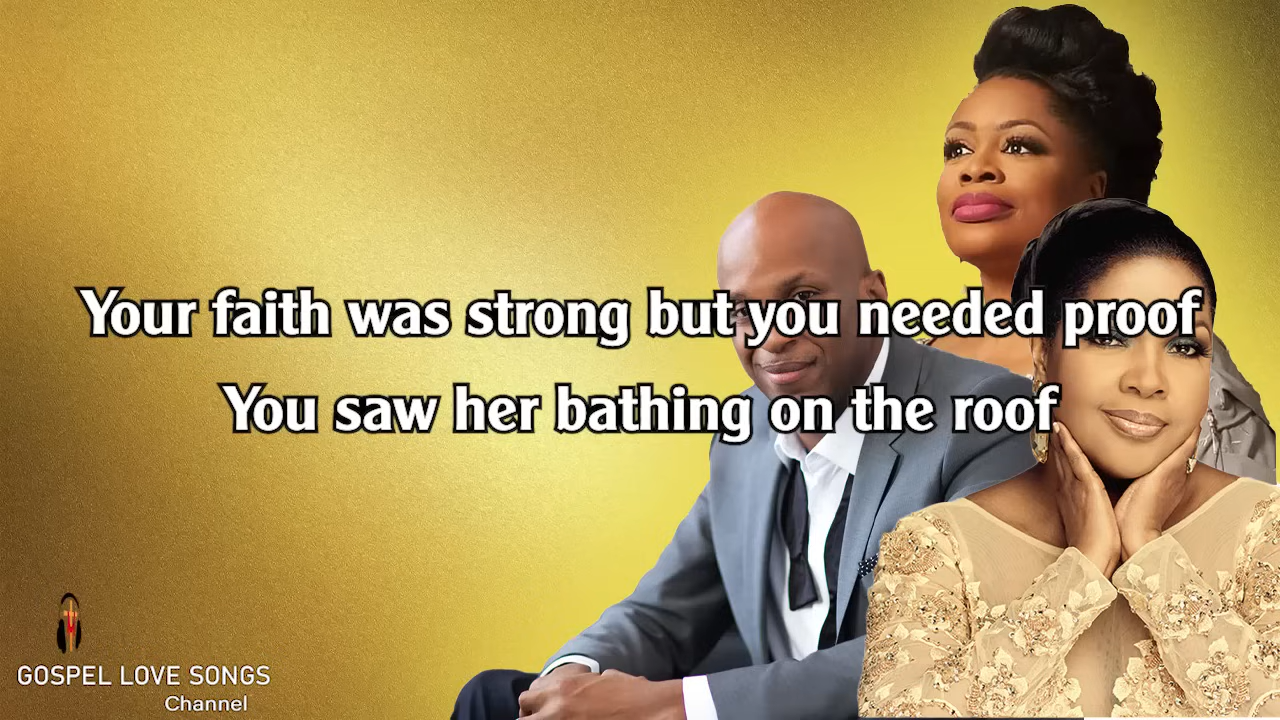 Your faith was strong but you needed proof
You saw her bathing on the roof
GOSPEL LOVE SONGS
Channel